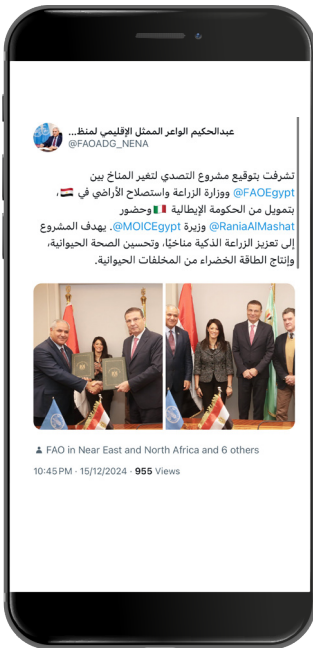 عبدالحكيم الواعر الممثل الإقليمي لمنظ...
@FAOADG_NENA
تشرفت بتوقيع مشروع التصدي لتغير المناخ بين
@FAOEgypt ووزارة الزراعة واستصلاح الأراضي في 🇪🇬،
بتمويل من الحكومة الإيطالية 🇮🇹 وحضور
@RaniaAlMashat وزيرة @MOICEgypt. يهدف المشروع
إلى تعزيز الزراعة الذكية مناخيًا، وتحسين الصحة الحيوانية،
وإنتاج الطاقة الخضراء من المخلفات الحيوانية.
FAO in Near East and North Africa and 6 others
10:45 PM · 15/12/2024 · 955 Views